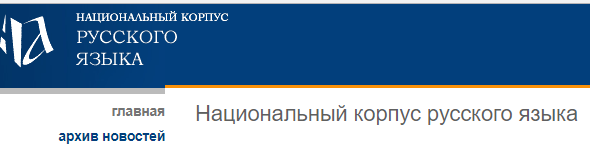 НАЦИОНАЛЬНЫЙ КОРПУС
РУССКОГО
ЯЗЫКА
главная
Национальный корпус русского языка
архив новостей